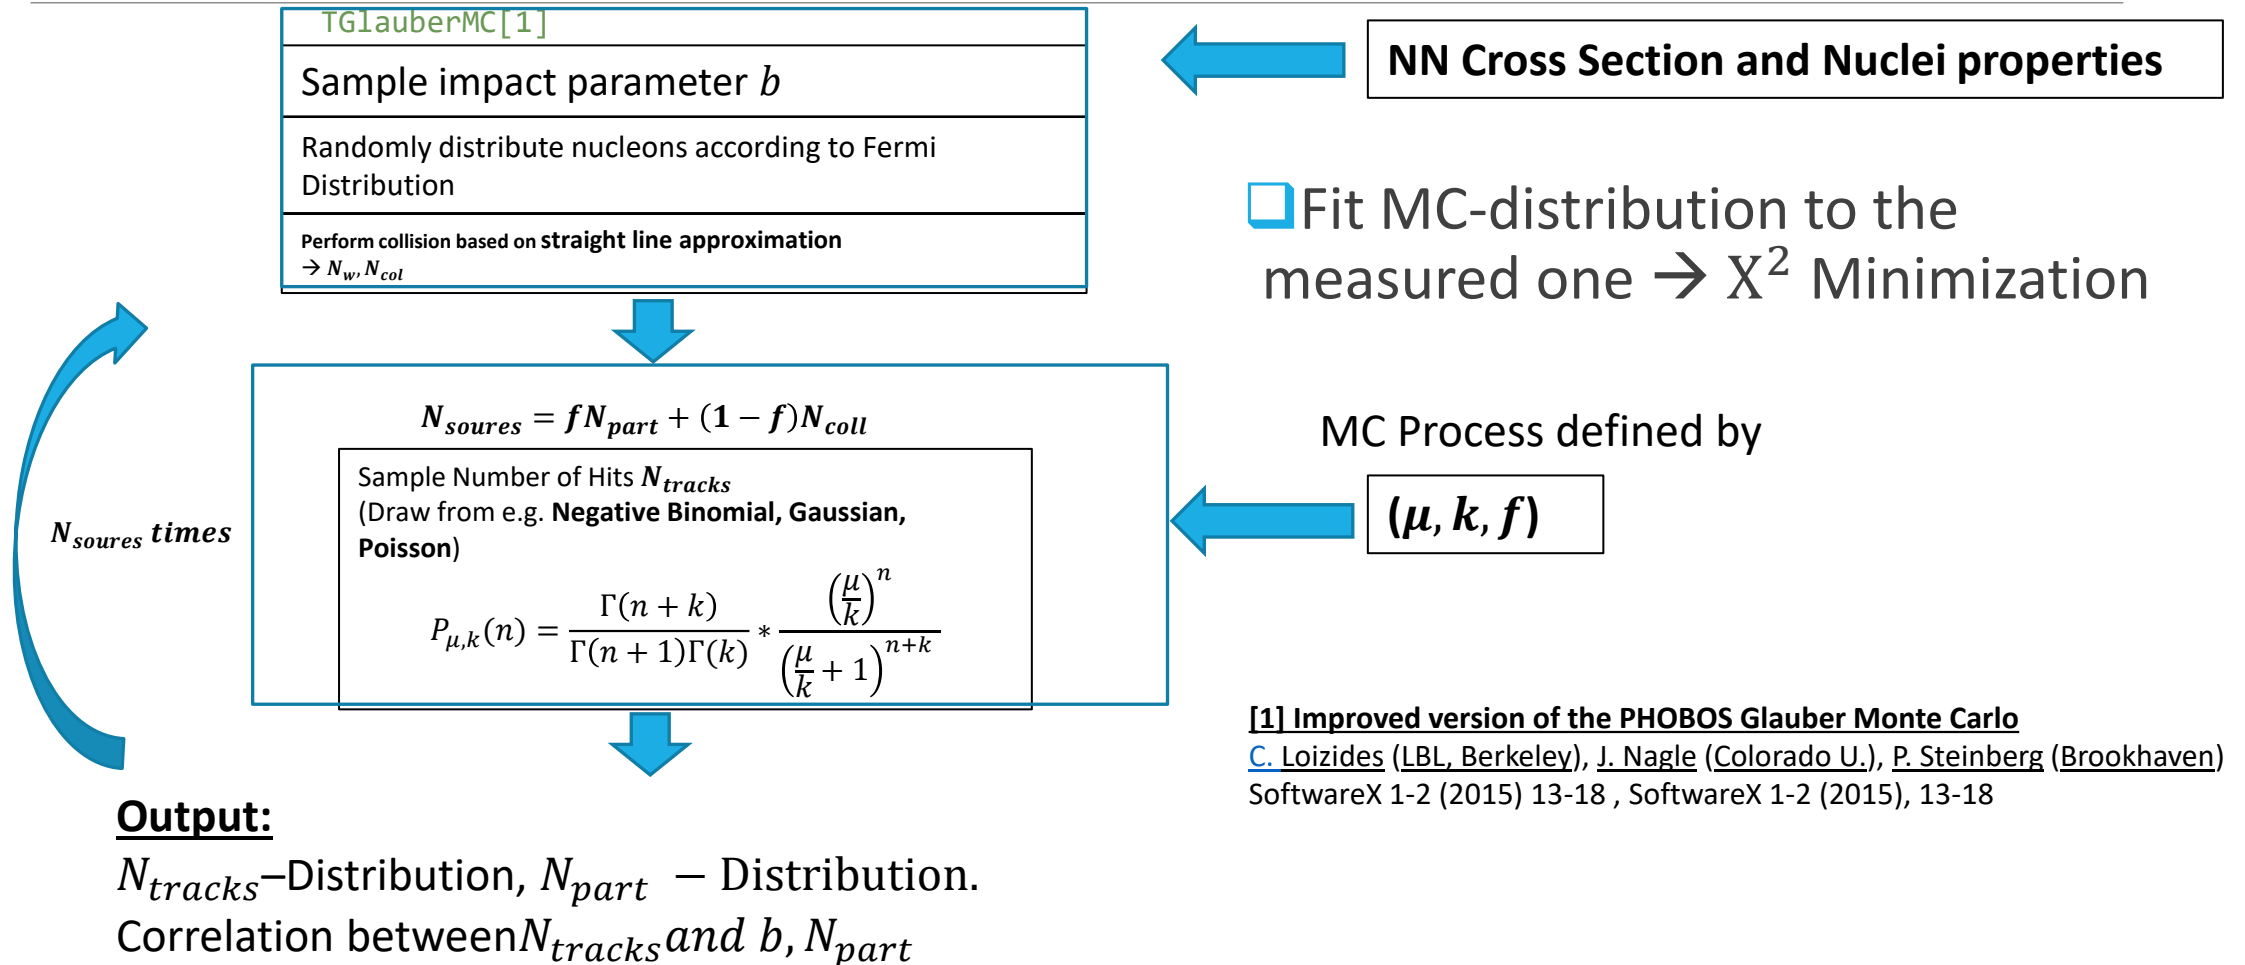 TGlauberMC[1]
Sample impact parameter b
Randomly distribute nucleons according to Fermi
Distribution
Perform collision based on straight line approximation
→ N_w, N_col
NN Cross Section and Nuclei properties
❑Fit MC-distribution to the
measured one → X² Minimization
N_soures = fN_part + (1 − f)N_coll
Sample Number of Hits N_tracks
(Draw from e.g. Negative Binomial, Gaussian,
Poisson)
P_μ,k(n) = Γ(n + k) / Γ(n + 1)Γ(k) * (μ/k)^n / (μ/k + 1)^n+k
N_soures times
MC Process defined by
(μ, k, f)
[1] Improved version of the PHOBOS Glauber Monte Carlo
C. Loizides (LBL, Berkeley), J. Nagle (Colorado U.), P. Steinberg (Brookhaven)
SoftwareX 1-2 (2015) 13-18 , SoftwareX 1-2 (2015), 13-18
Output:
N_tracks–Distribution, N_part − Distribution.
Correlation betweenN_tracks and b, N_part